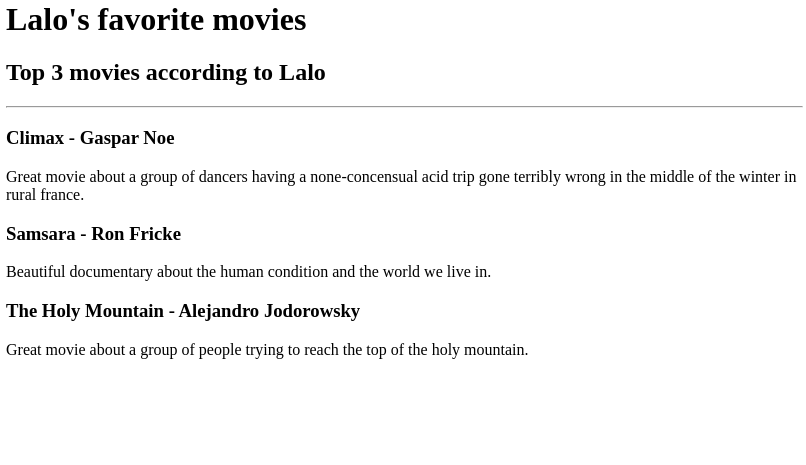 Lalo's favorite movies
Top 3 movies according to Lalo
Climax - Gaspar Noe
Great movie about a group of dancers having a none-concensual acid trip gone terribly wrong in the middle of the winter in
rural france.
Samsara - Ron Fricke
Beautiful documentary about the human condition and the world we live in.
The Holy Mountain - Alejandro Jodorowsky
Great movie about a group of people trying to reach the top of the holy mountain.